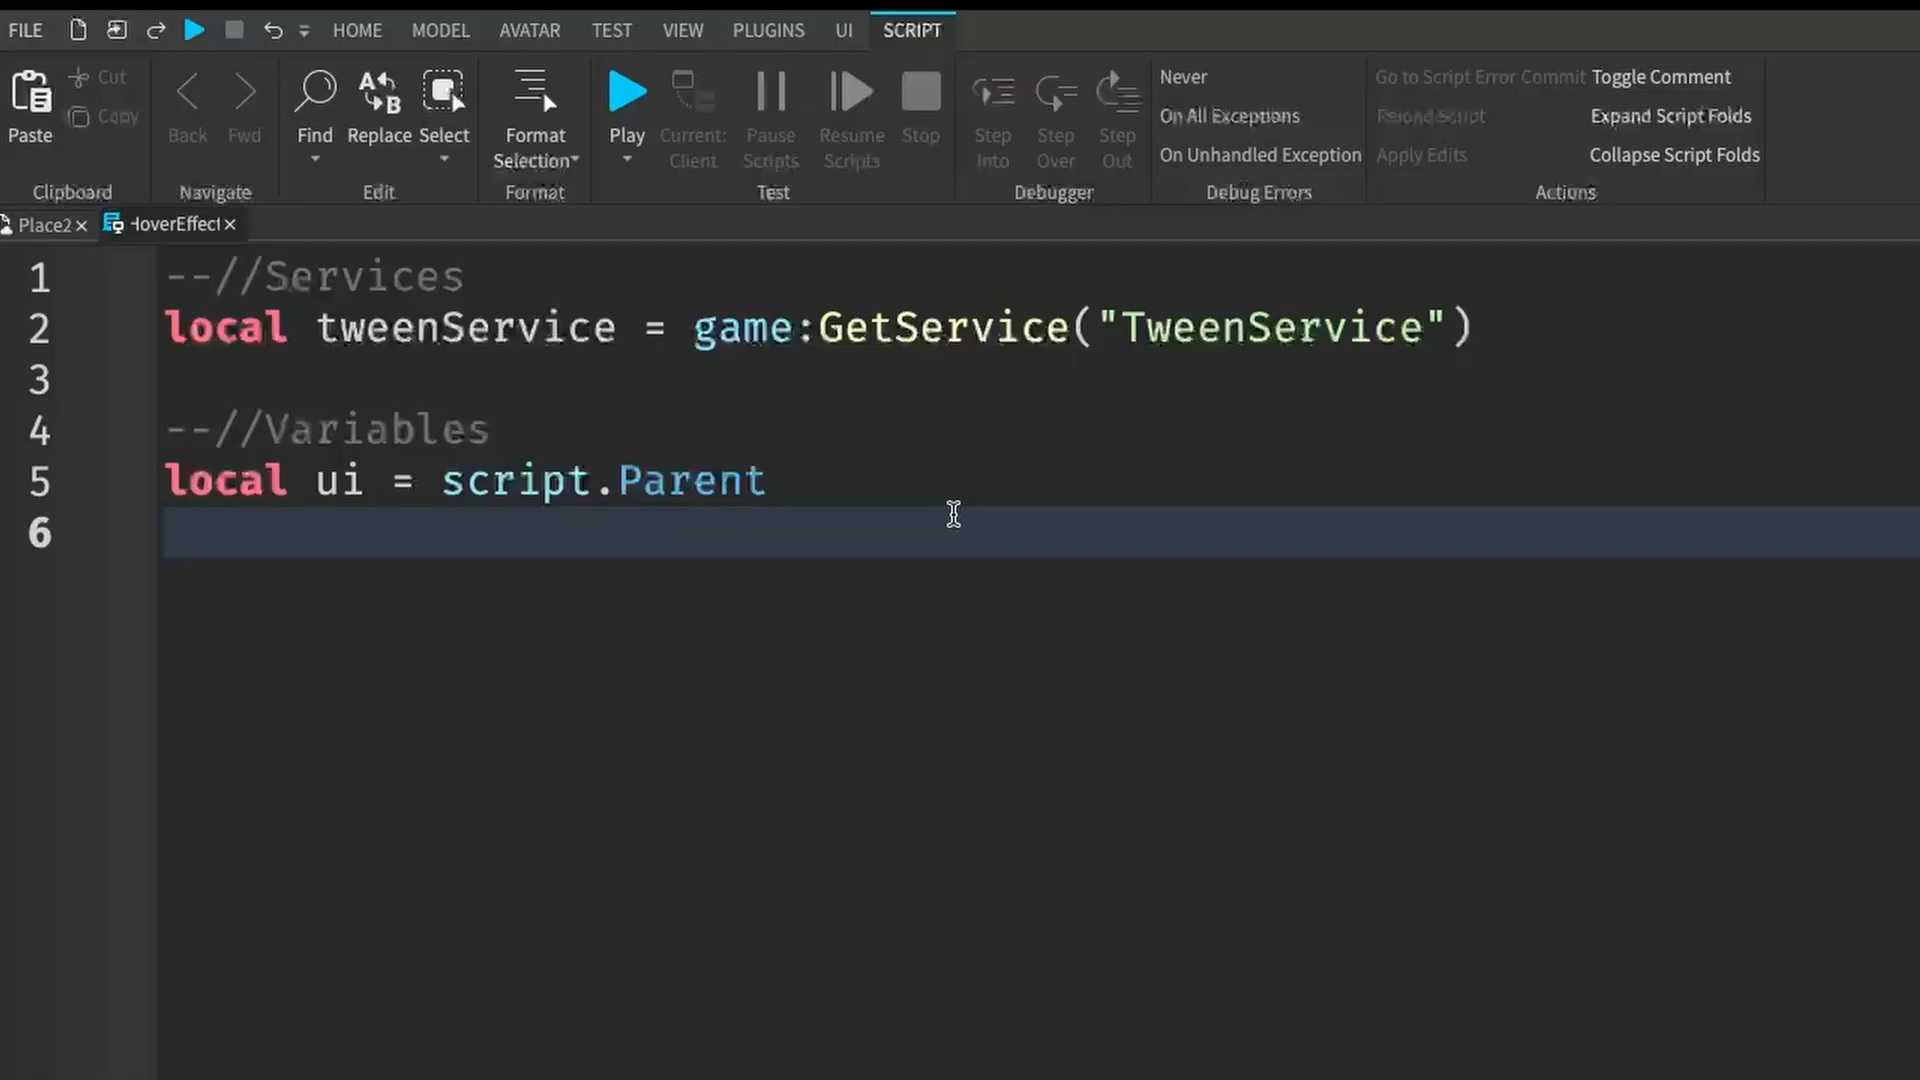 FILE HOME MODEL AVATAR TEST VIEW PLUGINS UI SCRIPT
Paste
Cut
Copy
Clipboard
Back Fwd
Navigate
Find Replace Select
Edit
Format
Selection
Format
Play
Current:
Client
Pause
Scripts
Resume
Scripts
Stop
Test
Step
Into
Step
Over
Step
Out
Debugger
Never
On All Exceptions
On Unhandled Exception
Debug Errors
Go to Script Error Commit Toggle Comment
Reload Script Expand Script Folds
Apply Edits Collapse Script Folds
Actions
Place2 HoverEffect
1 --//Services
2 local tweenService = game:GetService("TweenService")
3
4 --//Variables
5 local ui = script.Parent
6